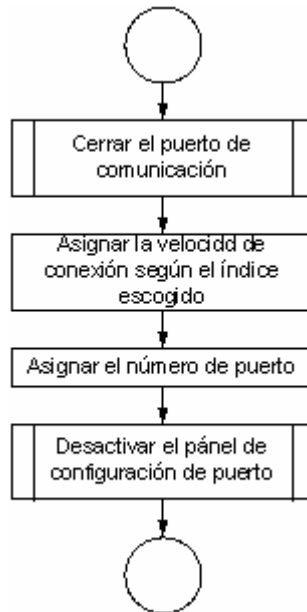 Cerrar el puerto de
comunicación
Asignar la velocidd de
conexión según el índice
escogido
Asignar el número de puerto
Desactivar el pánel de
configuración de puerto